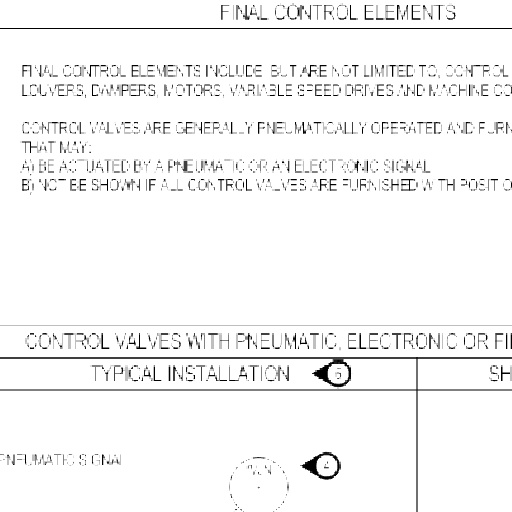 FINAL CONTROL ELEMENTS
FINAL CONTROL ELEMENTS INCLUDE, BUT ARE NOT LIMITED TO, CONTROL
LOUVERS, DAMPERS, MOTORS, VARIABLE SPEED DRIVES AND MACHINE CO
CONTROL VALVES ARE GENERALLY PNEUMATICALLY OPERATED AND FURN
THAT MAY:
A) BE ACTUATED BY A PNEUMATIC OR AN ELECTRONIC SIGNAL
B) NOT BE SHOWN IF ALL CONTROL VALVES ARE FURNISHED WITH POSITIO
CONTROL VALVES WITH PNEUMATIC, ELECTRONIC OR FI
TYPICAL INSTALLATION
SH
PNEUMATIC SIGNAL
4